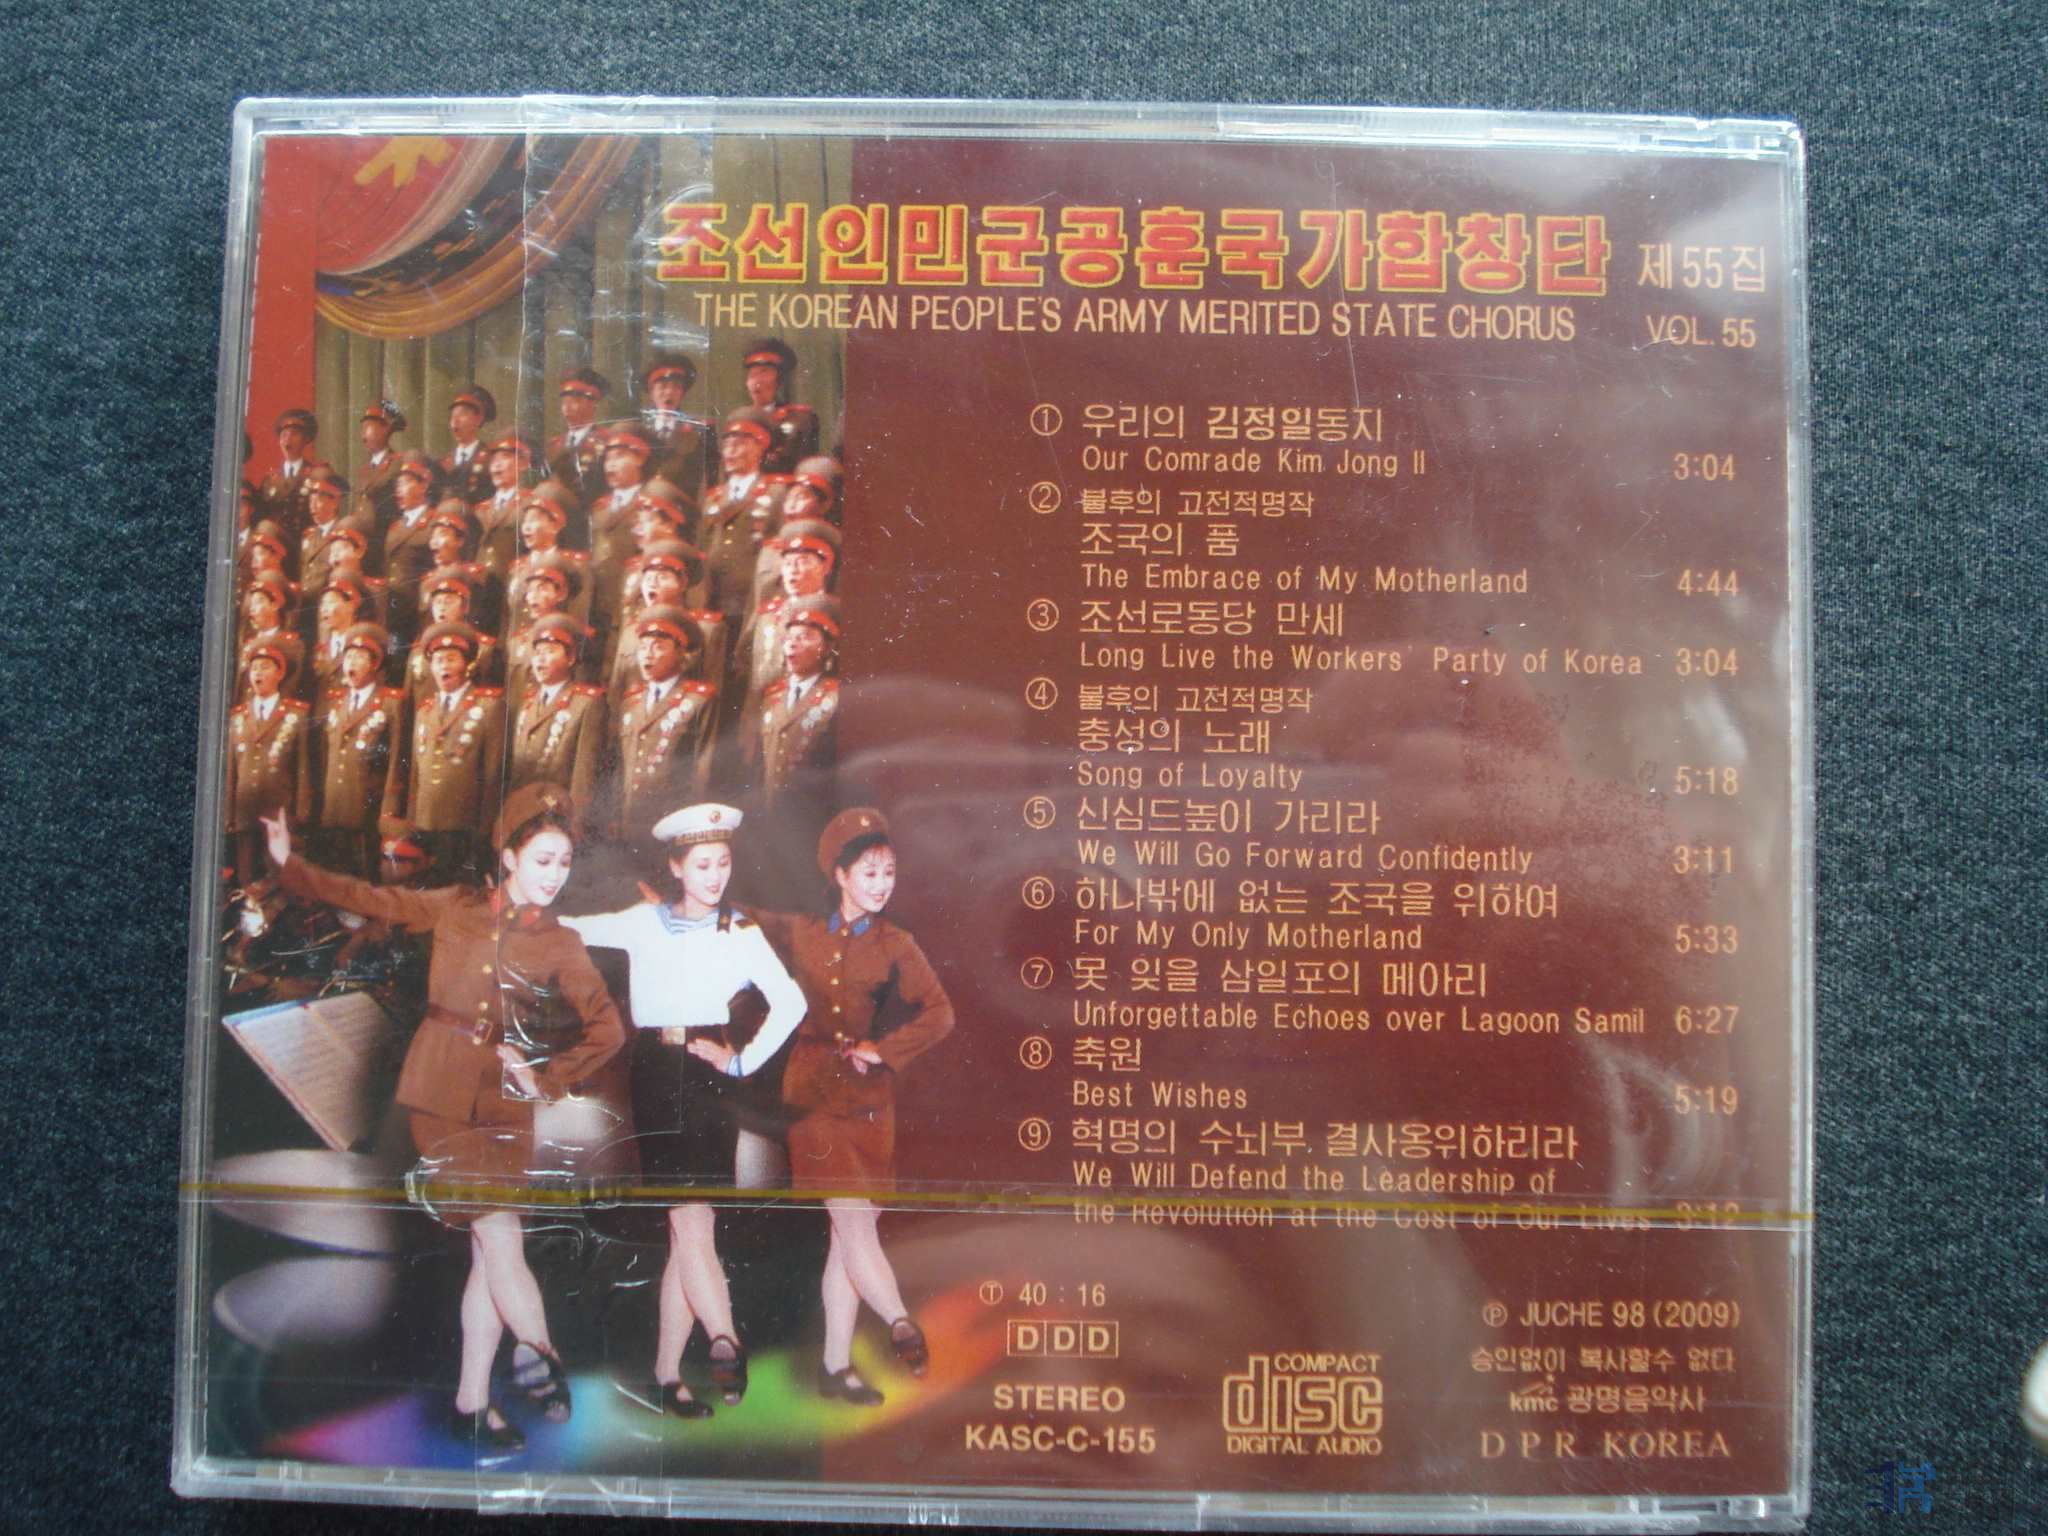 조선인민군공훈국가합창단 제55집
THE KOREAN PEOPLE'S ARMY MERITED STATE CHORUS VOL. 55
① 우리의 김정일동지
Our Comrade Kim Jong Il 3:04
② 불후의 고전적명작
조국의 품
The Embrace of My Motherland 4:44
③ 조선로동당 만세
Long Live the Workers' Party of Korea 3:04
④ 불후의 고전적명작
충성의 노래
Song of Loyalty 5:18
⑤ 신심드높이 가리라
We Will Go Forward Confidently 3:11
⑥ 하나밖에 없는 조국을 위하여
For My Only Motherland 5:33
⑦ 못 잊을 삼일포의 메아리
Unforgettable Echoes over Lagoon Samil 6:27
⑧ 축원
Best Wishes 5:19
⑨ 혁명의 수뇌부 결사옹위하리라
We Will Defend the Leadership of
the Revolution at the Cost of Our Lives 3:12
Ⓣ 40 : 16
DDD
STEREO
KASC-C-155
COMPACT
disc
DIGITAL AUDIO
Ⓟ JUCHE 98 (2009)
승인없이 복사할수 없다
kmc 광명음악사
D P R KOREA